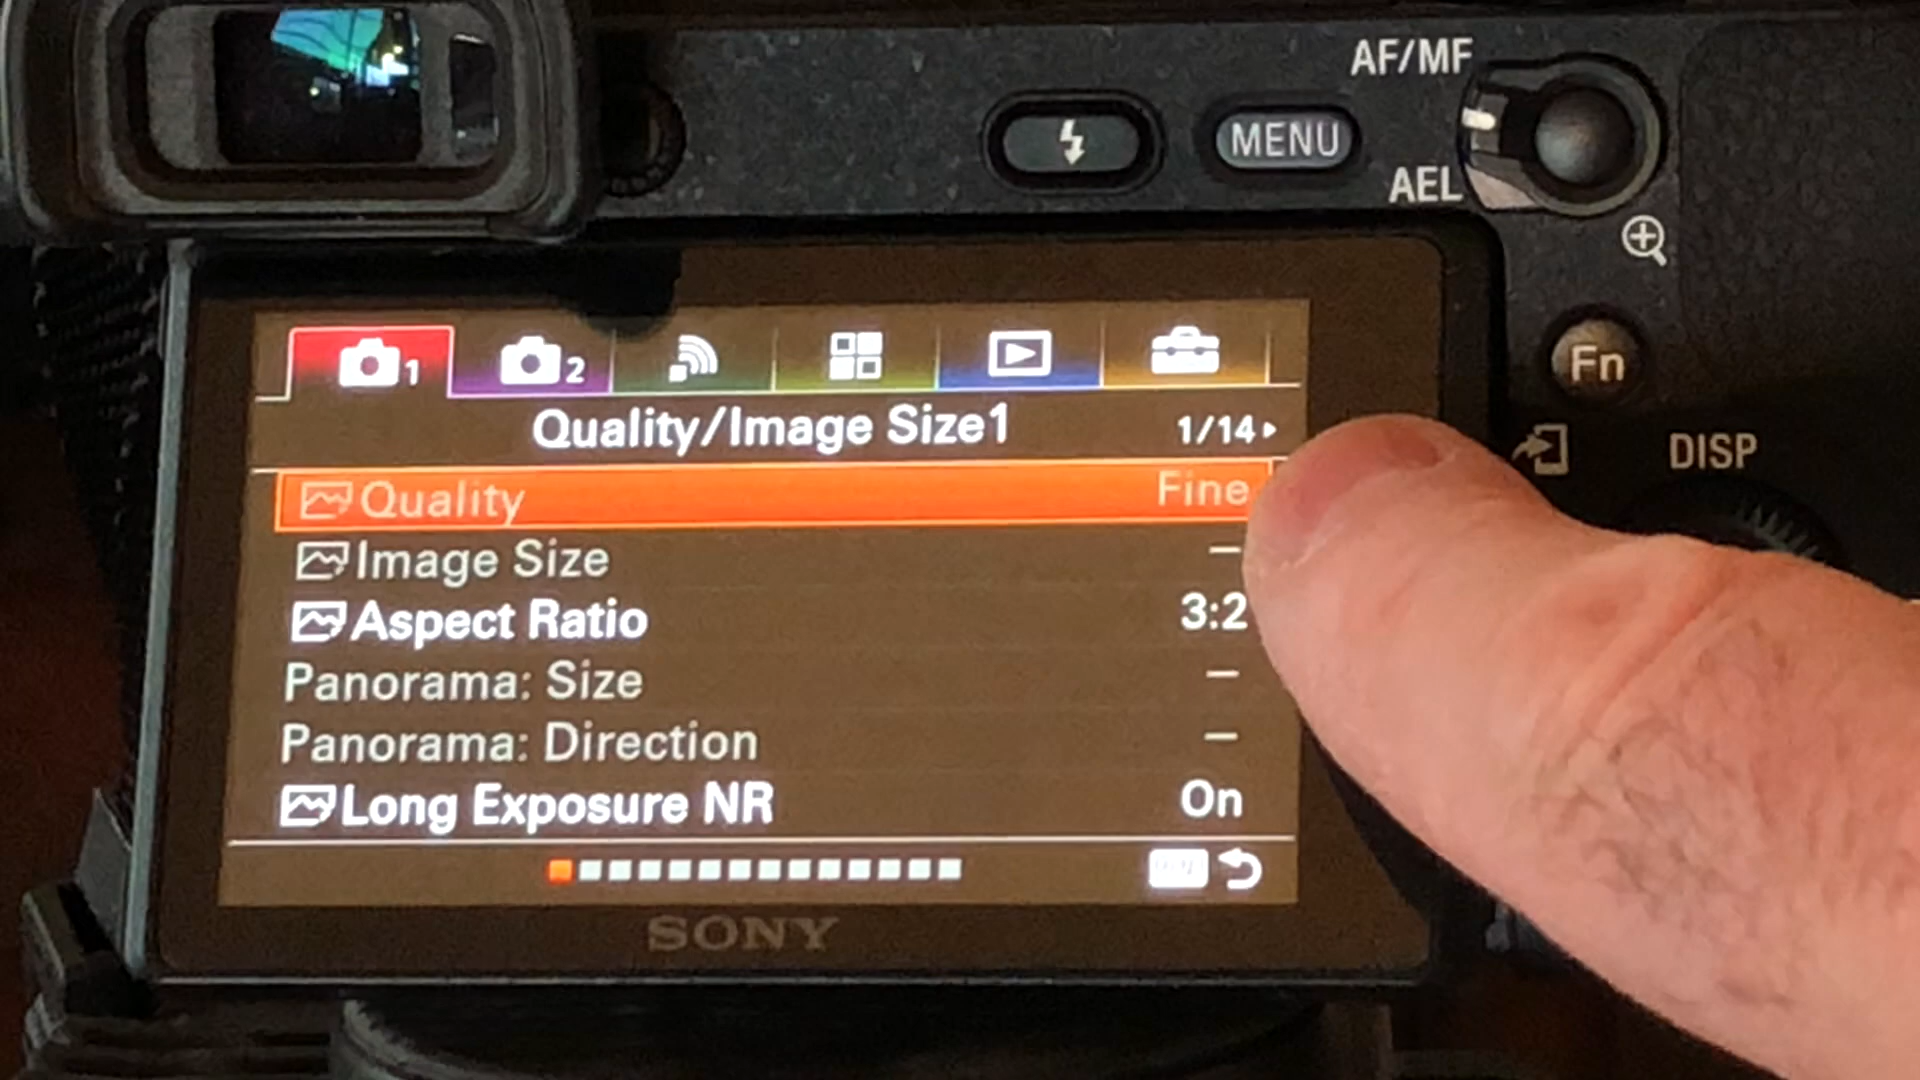 AF/MF
MENU
AEL
Fn
DISP
1
2
Quality/Image Size1 1/14
Quality Fine
Image Size –
Aspect Ratio 3:2
Panorama: Size –
Panorama: Direction –
Long Exposure NR On
SONY